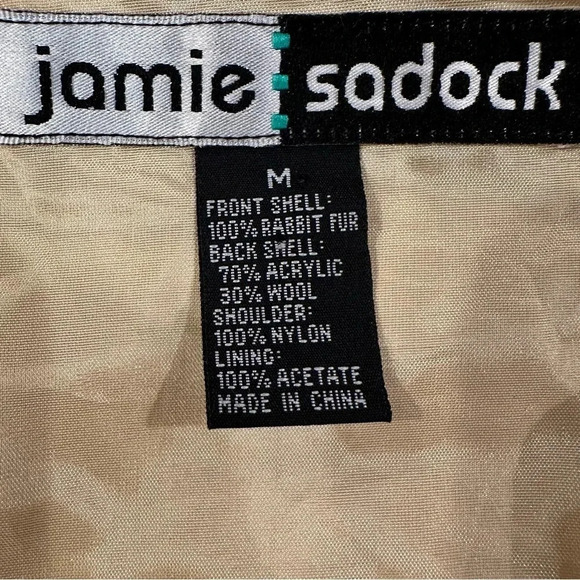 jamie sadock
M
FRONT SHELL:
100% RABBIT FUR
BACK SHELL:
70% ACRYLIC
30% WOOL
SHOULDER:
100% NYLON
LINING:
100% ACETATE
MADE IN CHINA